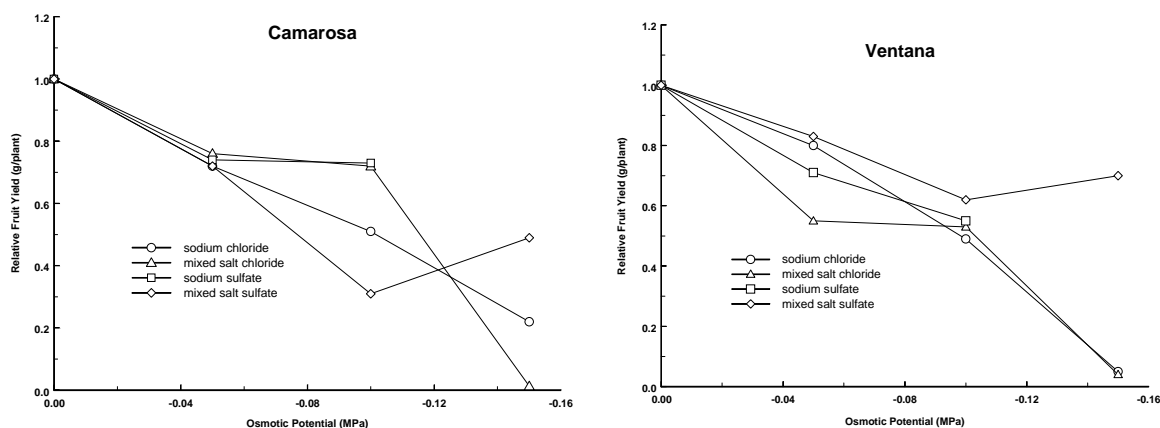 Camarosa
1.2
1.0
0.8
0.6
0.4
0.2
0.0
Relative Fruit Yield (g/plant)
sodium chloride
mixed salt chloride
sodium sulfate
mixed salt sulfate
0.00 -0.04 -0.08 -0.12 -0.16
Osmotic Potential (MPa)
Ventana
1.2
1.0
0.8
0.6
0.4
0.2
0.0
Relative Fruit Yield (g/plant)
sodium chloride
mixed salt chloride
sodium sulfate
mixed salt sulfate
0.00 -0.04 -0.08 -0.12 -0.16
Osmotic Potential (MPa)